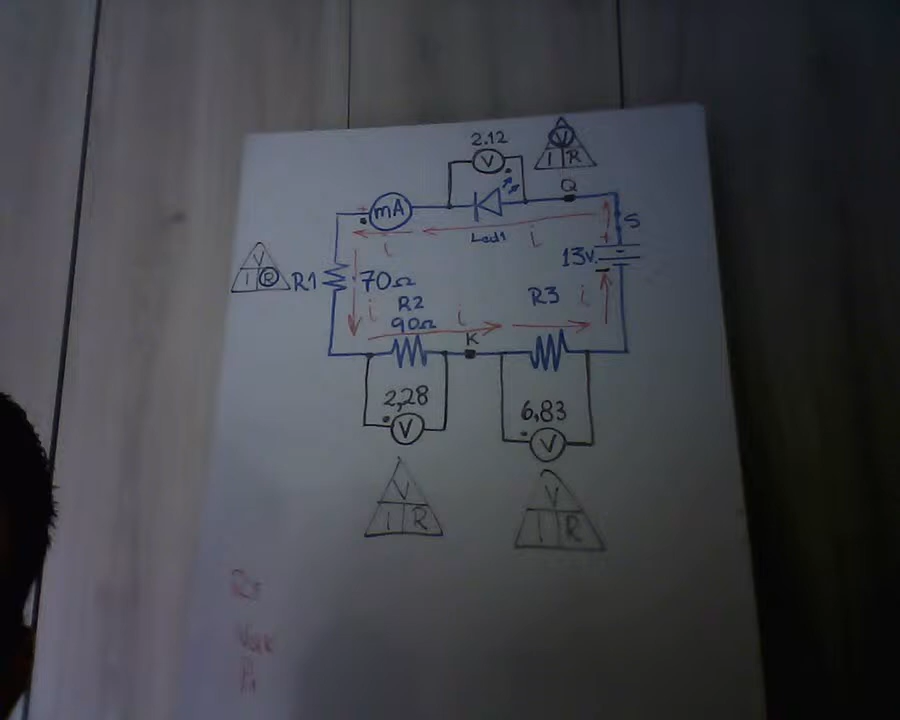 2.12
V
V
I R
Q
mA
Led1
S
i
i
13v
V
I R
R1
70Ω
i
R2
90Ω
i
R3
i
K
2,28
V
6,83
V
V
I R
V
I R